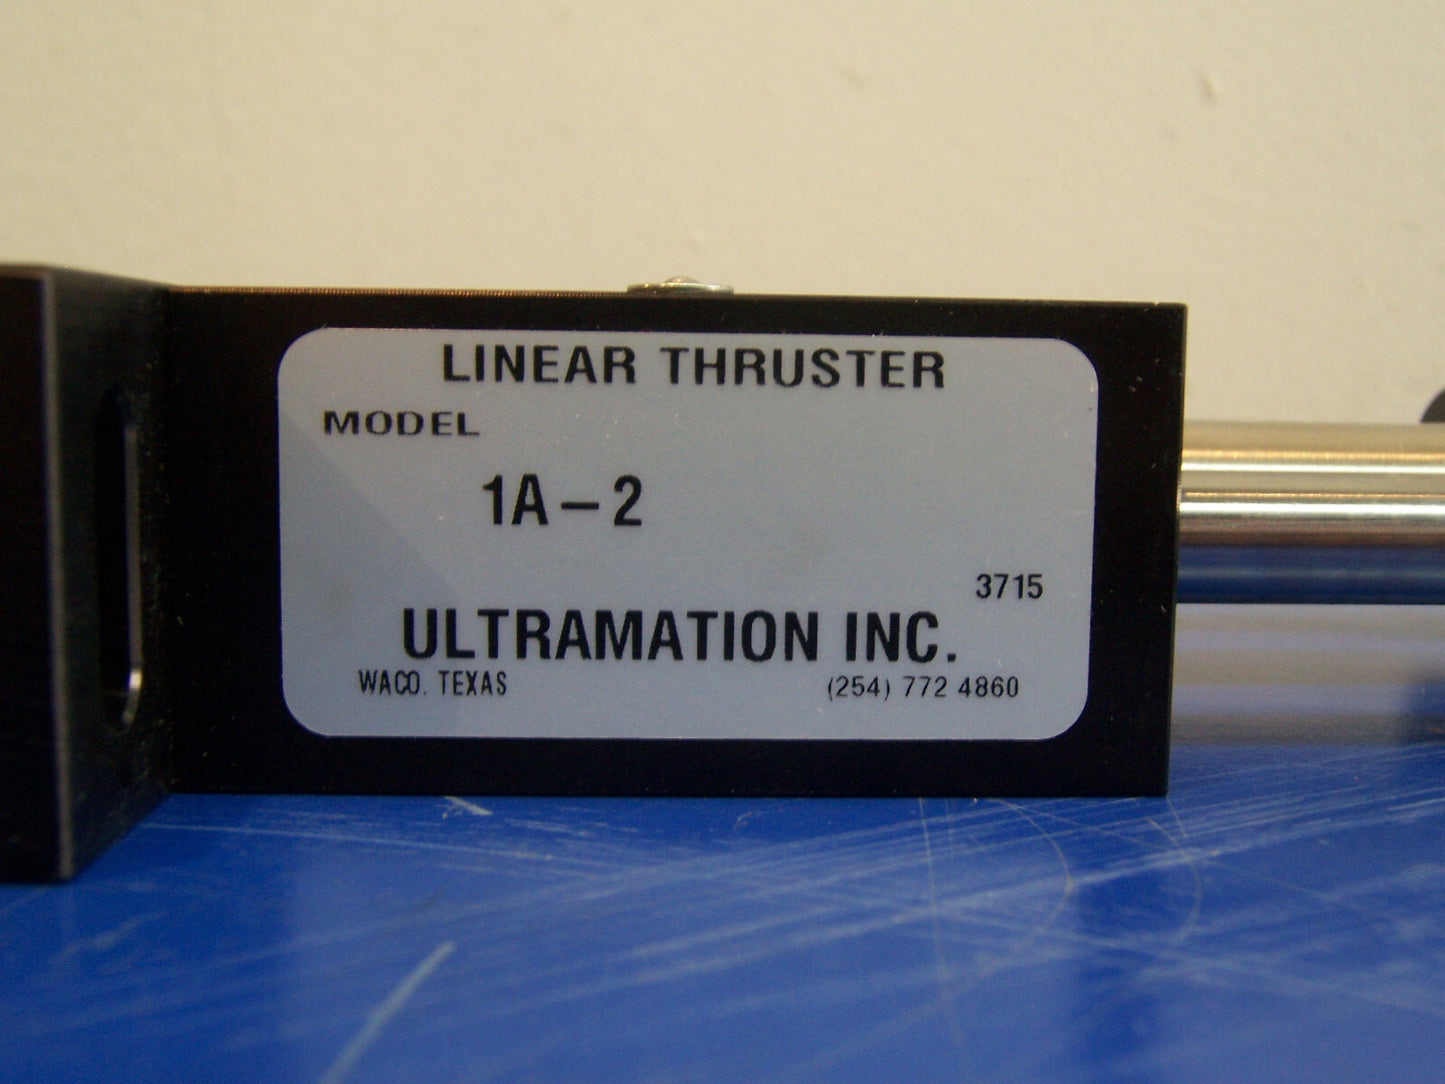 LINEAR THRUSTER
MODEL
1A-2
3715
ULTRAMATION INC.
WACO. TEXAS (254) 772 4860